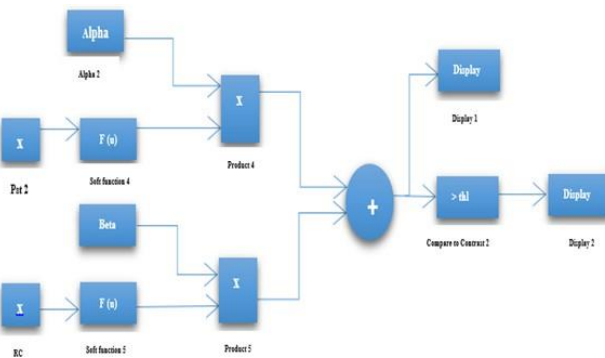 Alpha
Alpha 2
X
Pst 2
F (u)
Soft function 4
X
Product 4
Beta
X
RC
F (u)
Soft function 5
X
Product 5
+
Display
Display 1
> thl
Compare to Contrast 2
Display
Display 2